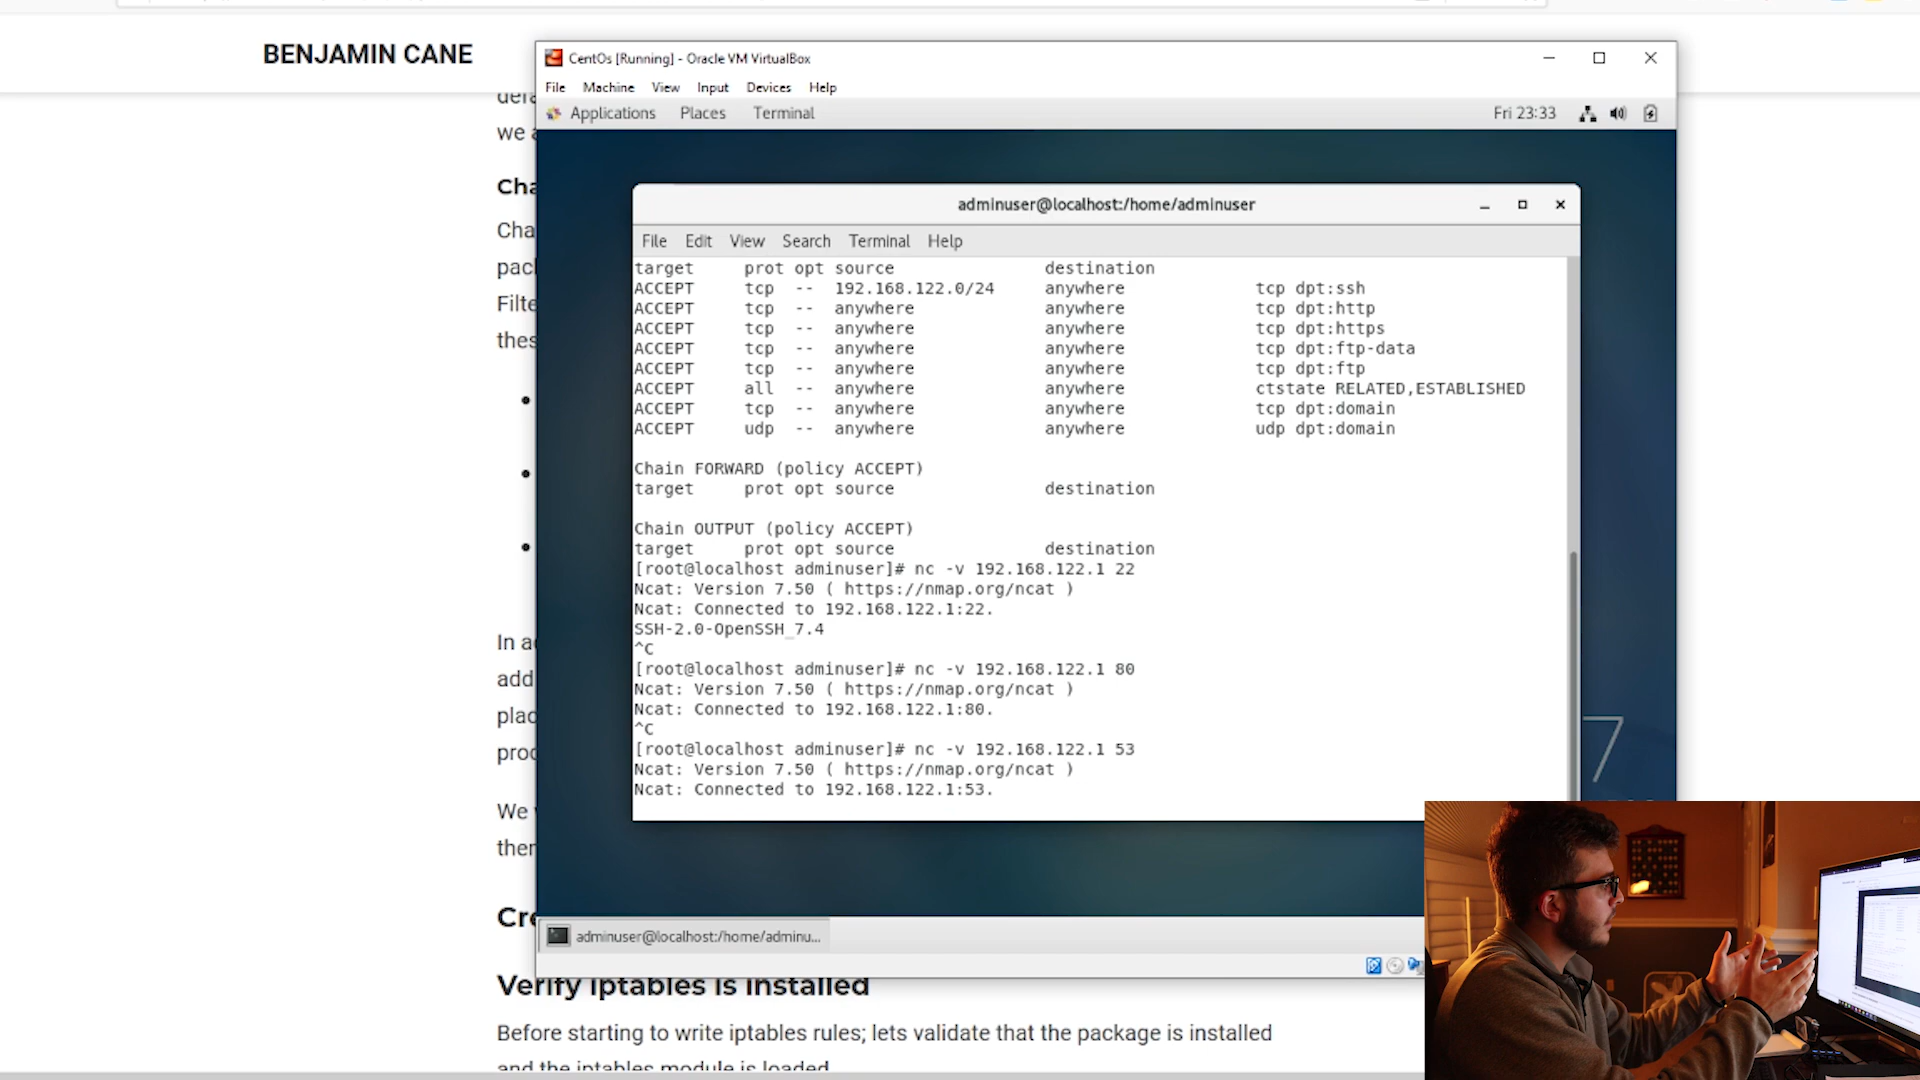 BENJAMIN CANE
CentOs [Running] - Oracle VM VirtualBox
File Machine View Input Devices Help
Applications Places Terminal Fri 23:33
we
adminuser@localhost:/home/adminuser
File Edit View Search Terminal Help
target prot opt source destination
ACCEPT tcp -- 192.168.122.0/24 anywhere tcp dpt:ssh
ACCEPT tcp -- anywhere anywhere tcp dpt:http
ACCEPT tcp -- anywhere anywhere tcp dpt:https
ACCEPT tcp -- anywhere anywhere tcp dpt:ftp-data
ACCEPT tcp -- anywhere anywhere tcp dpt:ftp
ACCEPT all -- anywhere anywhere ctstate RELATED,ESTABLISHED
ACCEPT tcp -- anywhere anywhere tcp dpt:domain
ACCEPT udp -- anywhere anywhere udp dpt:domain
Chain FORWARD (policy ACCEPT)
target prot opt source destination
Chain OUTPUT (policy ACCEPT)
target prot opt source destination
[root@localhost adminuser]# nc -v 192.168.122.1 22
Ncat: Version 7.50 ( https://nmap.org/ncat )
Ncat: Connected to 192.168.122.1:22.
SSH-2.0-OpenSSH_7.4
^C
[root@localhost adminuser]# nc -v 192.168.122.1 80
Ncat: Version 7.50 ( https://nmap.org/ncat )
Ncat: Connected to 192.168.122.1:80.
^C
[root@localhost adminuser]# nc -v 192.168.122.1 53
Ncat: Version 7.50 ( https://nmap.org/ncat )
Ncat: Connected to 192.168.122.1:53.
7
In
add
We
adminuser@localhost:/home/adminu...
Verify iptables is installed
Before starting to write iptables rules; lets validate that the package is installed
and the iptables module is loaded